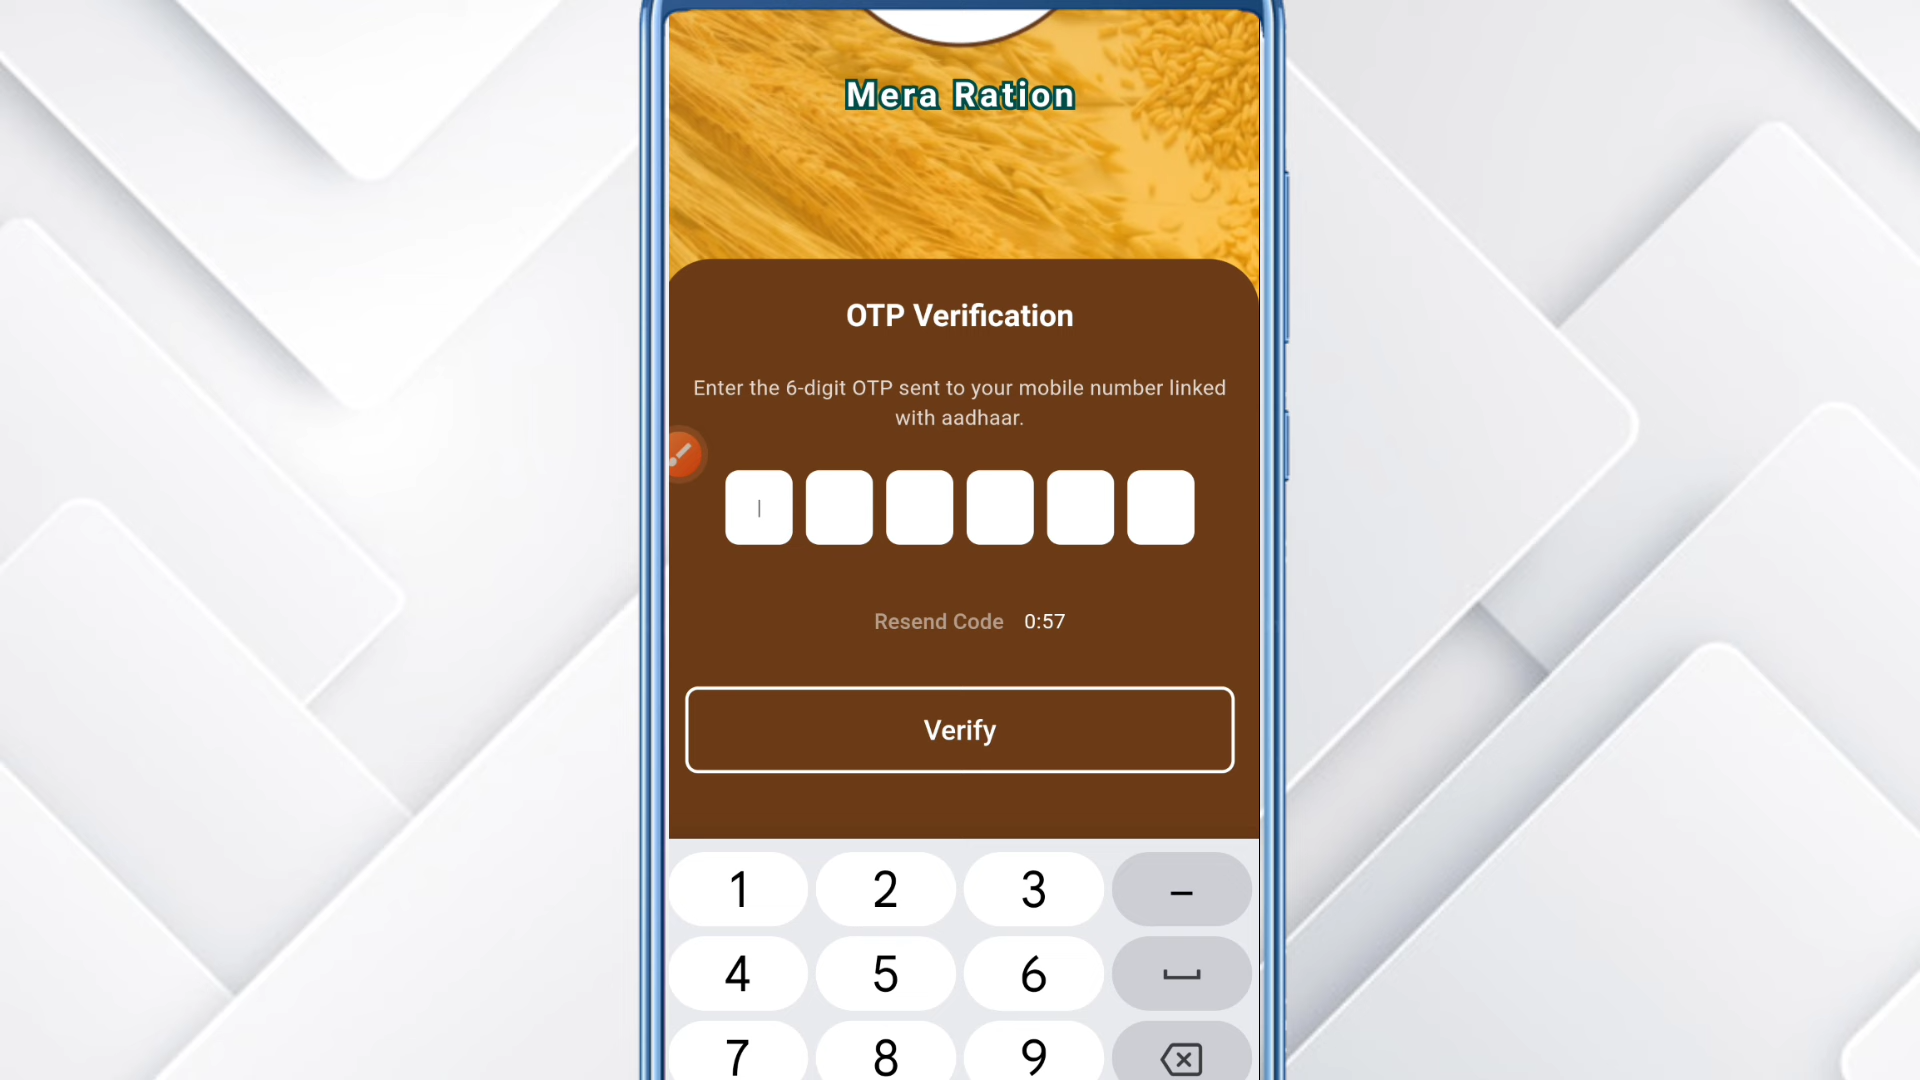 Mera Ration
OTP Verification
Enter the 6-digit OTP sent to your mobile number linked
with aadhaar.
Resend Code 0:57
Verify
1 2 3 –
4 5 6
7 8 9